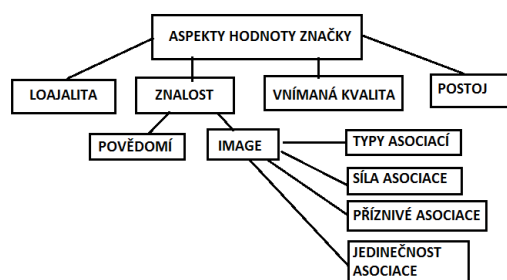 ASPEKTY HODNOTY ZNAČKY
LOAJALITA
ZNALOST
VNÍMANÁ KVALITA
POSTOJ
POVĚDOMÍ
IMAGE
TYPY ASOCIACÍ
SÍLA ASOCIACE
PŘÍZNIVÉ ASOCIACE
JEDINEČNOST
ASOCIACE